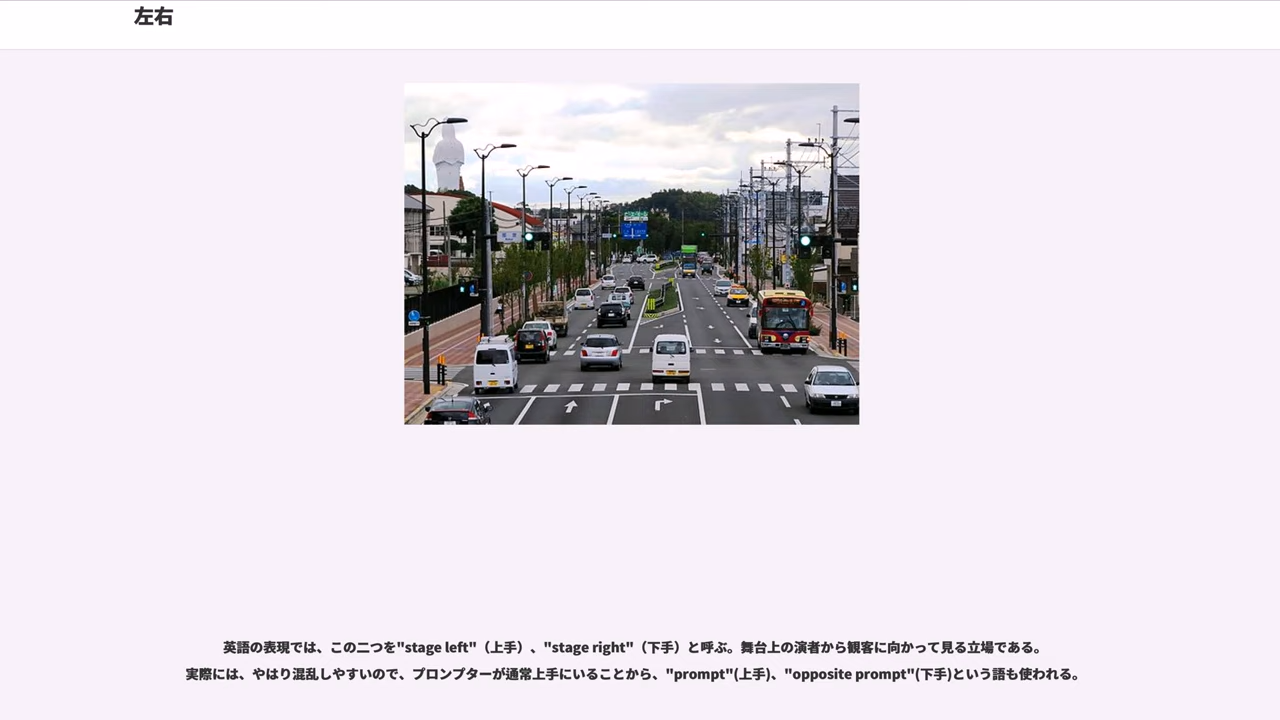 左右
英語の表現では、この二つを"stage left"（上手）、"stage right"（下手）と呼ぶ。舞台上の演者から観客に向かって見る立場である。
実際には、やはり混乱しやすいので、プロンプターが通常上手にいることから、"prompt"(上手)、"opposite prompt"(下手)という語も使われる。